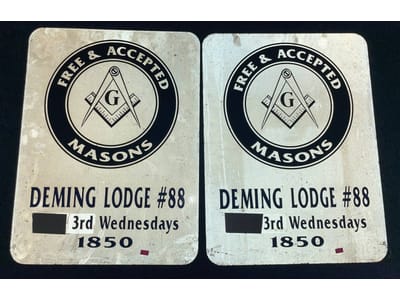 FREE & ACCEPTED
G
MASONS
DEMING LODGE #88
3rd Wednesdays
1850
FREE & ACCEPTED
G
MASONS
DEMING LODGE #88
3rd Wednesdays
1850